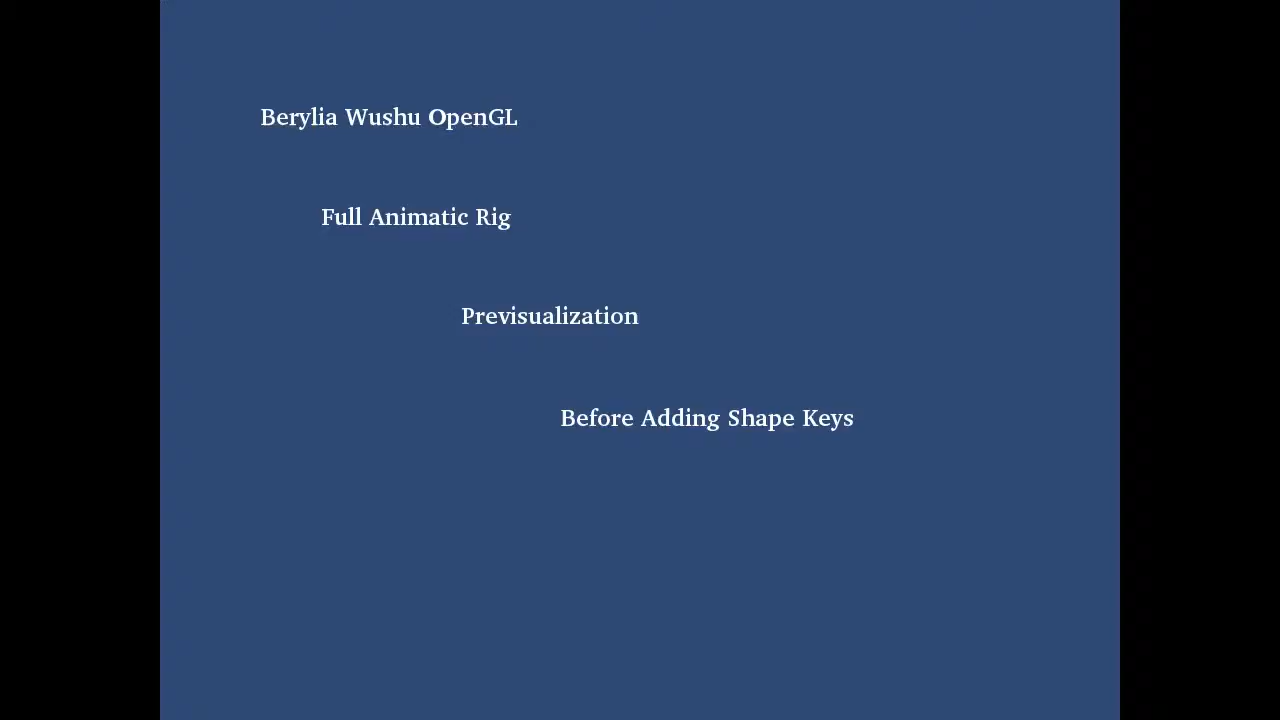 Berylia Wushu OpenGL
Full Animatic Rig
Previsualization
Before Adding Shape Keys